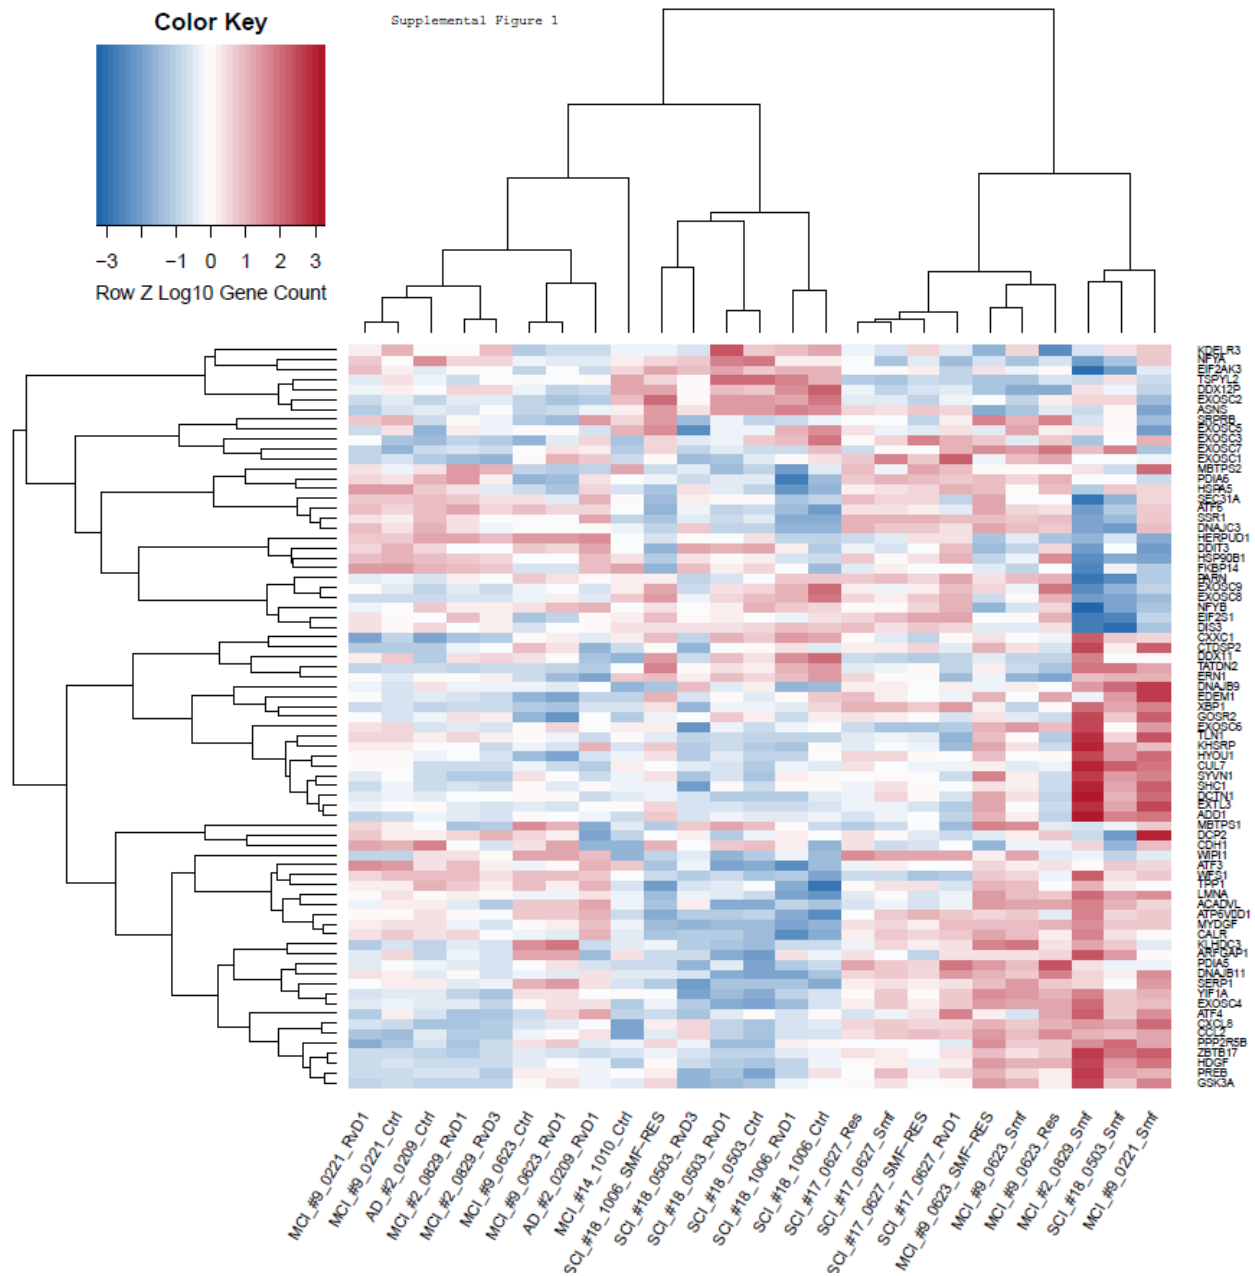 Color Key
Supplemental Figure 1
−3 −1 0 1 2 3
Row Z Log10 Gene Count
KDELR3
NFYA
EIF2AK3
TSPYL2
DDX12P
EXOSC2
ASNS
SRPRB
EXOSC5
EXOSC3
EXOSC7
EXOSC1
MBTPS2
PDIA6
HSPA5
SEC31A
ATF6
SSR1
DNAJC3
HERPUD1
DDIT3
HSP90B1
FKBP14
PARN
EXOSC9
EXOSC8
NFYB
EIF2S1
DIS3
CXXC1
CTDSP2
DDX11
TATDN2
ERN1
DNAJB9
EDEM1
XBP1
GOSR2
EXOSC6
TLN1
KHSRP
HYOU1
CUL7
SYVN1
SHC1
DCTN1
EXTL3
ADD1
MBTPS1
DCP2
CDH1
WIPI1
ATF3
WFS1
TPP1
LMNA
ACADVL
ATP6V0D1
MYDGF
CALR
KLHDC3
ARFGAP1
PDIA5
DNAJB11
SERP1
YIF1A
EXOSC4
ATF4
CXCL8
CCL2
PPP2R5B
ZBTB17
HDGF
PREB
GSK3A
MCI_#9_0221_RvD1
MCI_#9_0221_Ctrl
AD_#2_0209_Ctrl
MCI_#2_0829_RvD1
MCI_#2_0829_RvD3
MCI_#9_0623_Ctrl
MCI_#9_0623_RvD1
AD_#2_0209_RvD1
MCI_#14_1010_Ctrl
SCI_#18_1006_SMF-RES
SCI_#18_0503_RvD3
SCI_#18_0503_RvD1
SCI_#18_0503_Ctrl
SCI_#18_1006_RvD1
SCI_#18_1006_Ctrl
SCI_#17_0627_Res
SCI_#17_0627_Smf
SCI_#17_0627_SMF-RES
SCI_#17_0627_RvD1
MCI_#9_0623_SMF-RES
MCI_#9_0623_Smf
MCI_#9_0623_Res
MCI_#2_0829_Smf
SCI_#18_0503_Smf
MCI_#9_0221_Smf